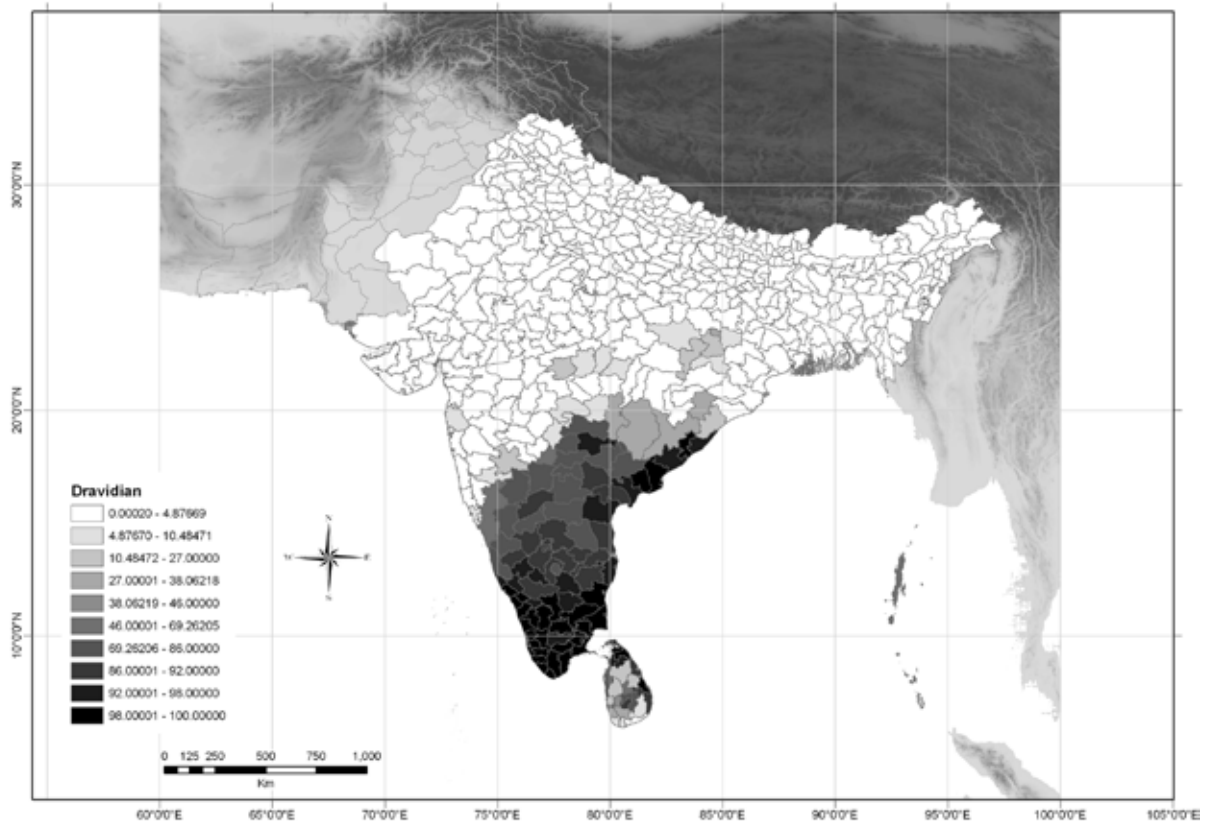 30°0'0"N
20°0'0"N
10°0'0"N
Dravidian
0.00020 - 4.87669
4.87670 - 10.48471
10.48472 - 27.00000
27.00001 - 38.06218
38.06219 - 46.00000
46.00001 - 69.26205
69.26206 - 86.00000
86.00001 - 92.00000
92.00001 - 98.00000
98.00001 - 100.00000
N
W E
S
0 125 250 500 750 1,000
Km
60°0'0"E 70°0'0"E 75°0'0"E 80°0'0"E 85°0'0"E 90°0'0"E 95°0'0"E 100°0'0"E 105°0'0"E